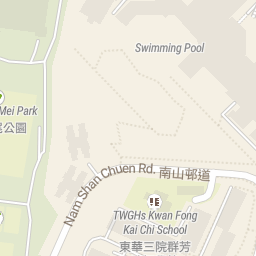 Swimming Pool
Mei Park
公園
Nam Shan Chuen Rd. 南山邨道
TWGHs Kwan Fong
Kai Chi School
東華三院群芳